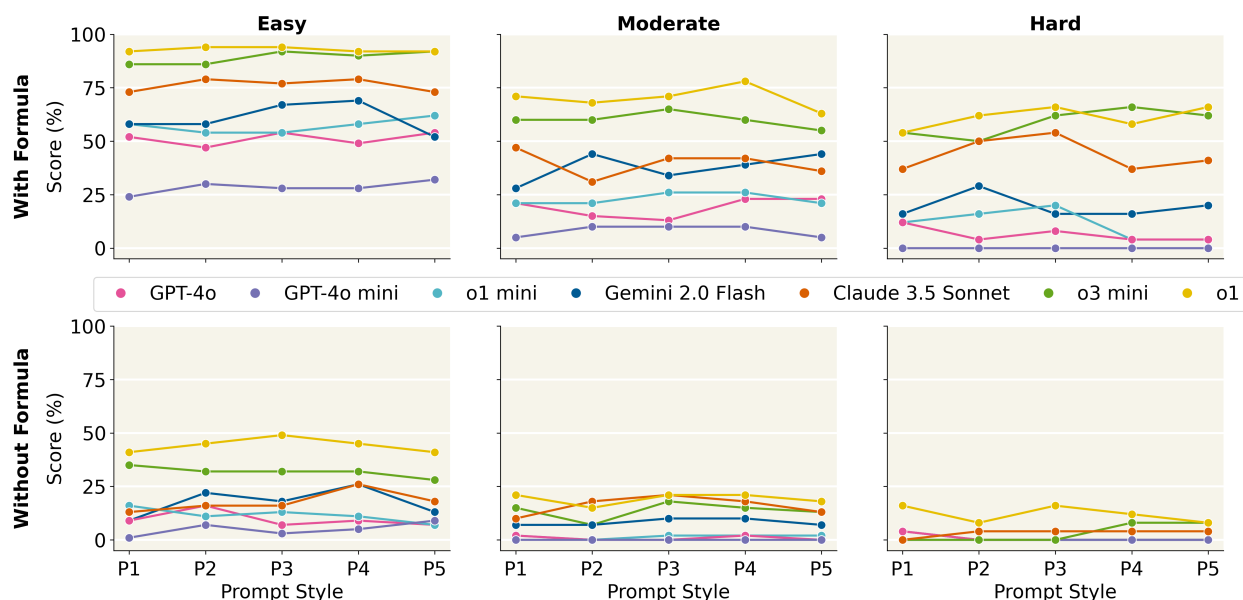 Easy
Moderate
Hard
With Formula
Score (%)
100
75
50
25
0
GPT-4o
GPT-4o mini
o1 mini
Gemini 2.0 Flash
Claude 3.5 Sonnet
o3 mini
o1
Without Formula
Score (%)
100
75
50
25
0
P1 P2 P3 P4 P5
P1 P2 P3 P4 P5
P1 P2 P3 P4 P5
Prompt Style
Prompt Style
Prompt Style